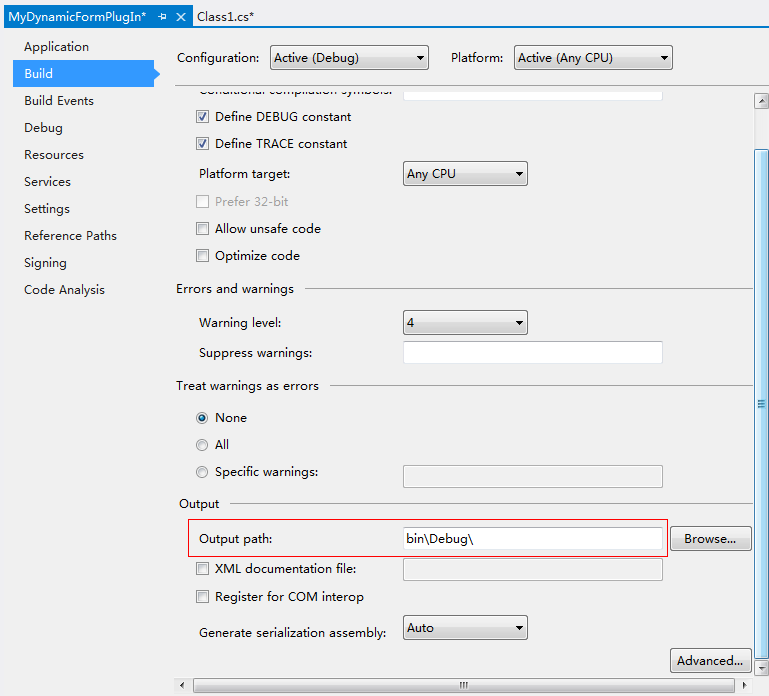 MyDynamicFormPlugIn* Class1.cs*
Application
Build
Build Events
Debug
Resources
Services
Settings
Reference Paths
Signing
Code Analysis
Configuration: Active (Debug) Platform: Active (Any CPU)
Conditional compilation symbols:
Define DEBUG constant
Define TRACE constant
Platform target: Any CPU
Prefer 32-bit
Allow unsafe code
Optimize code
Errors and warnings
Warning level: 4
Suppress warnings:
Treat warnings as errors
None
All
Specific warnings:
Output
Output path: bin\Debug\ Browse...
XML documentation file:
Register for COM interop
Generate serialization assembly: Auto
Advanced...